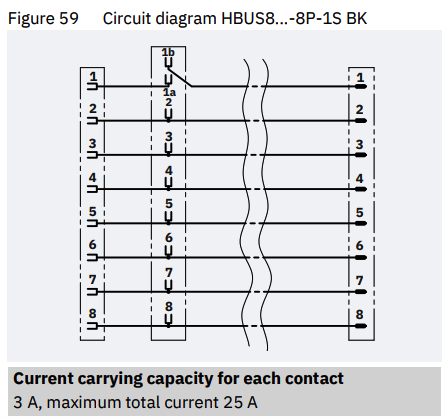 Figure 59 Circuit diagram HBUS8...-8P-1S BK
1b
1 1
1a
2 2 2
3 3 3
4 4 4
5 5 5
6 6 6
7 7 7
8 8 8
Current carrying capacity for each contact
3 A, maximum total current 25 A